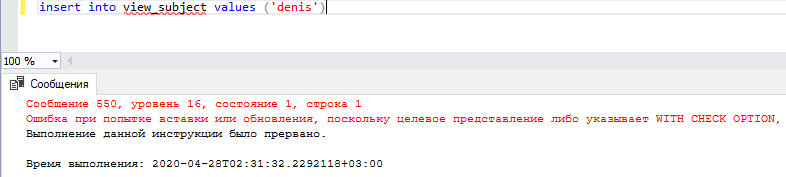 insert into view_subject values ('denis')
100 %
Сообщения
Сообщение 550, уровень 16, состояние 1, строка 1
Ошибка при попытке вставки или обновления, поскольку целевое представление либо указывает WITH CHECK OPTION,
Выполнение данной инструкции было прервано.
Время выполнения: 2020-04-28T02:31:32.2292118+03:00